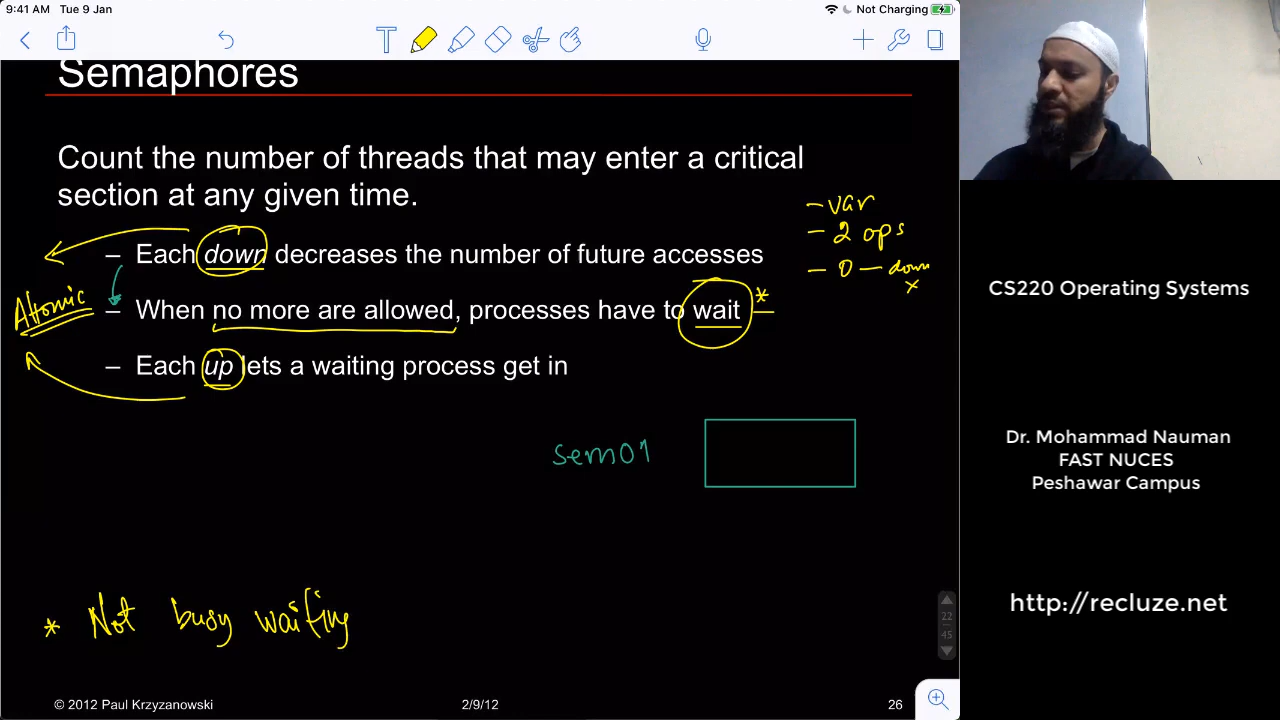 9:41 AM Tue 9 Jan
Not Charging
Semaphores
Count the number of threads that may enter a critical
section at any given time.
– var
– 2 ops
– 0 – down
x
– Each down decreases the number of future accesses
Atomic
– When no more are allowed, processes have to wait *
– Each up lets a waiting process get in
sem01
* Not busy waiting
22
45
© 2012 Paul Krzyzanowski
2/9/12
26
CS220 Operating Systems
Dr. Mohammad Nauman
FAST NUCES
Peshawar Campus
http://recluze.net